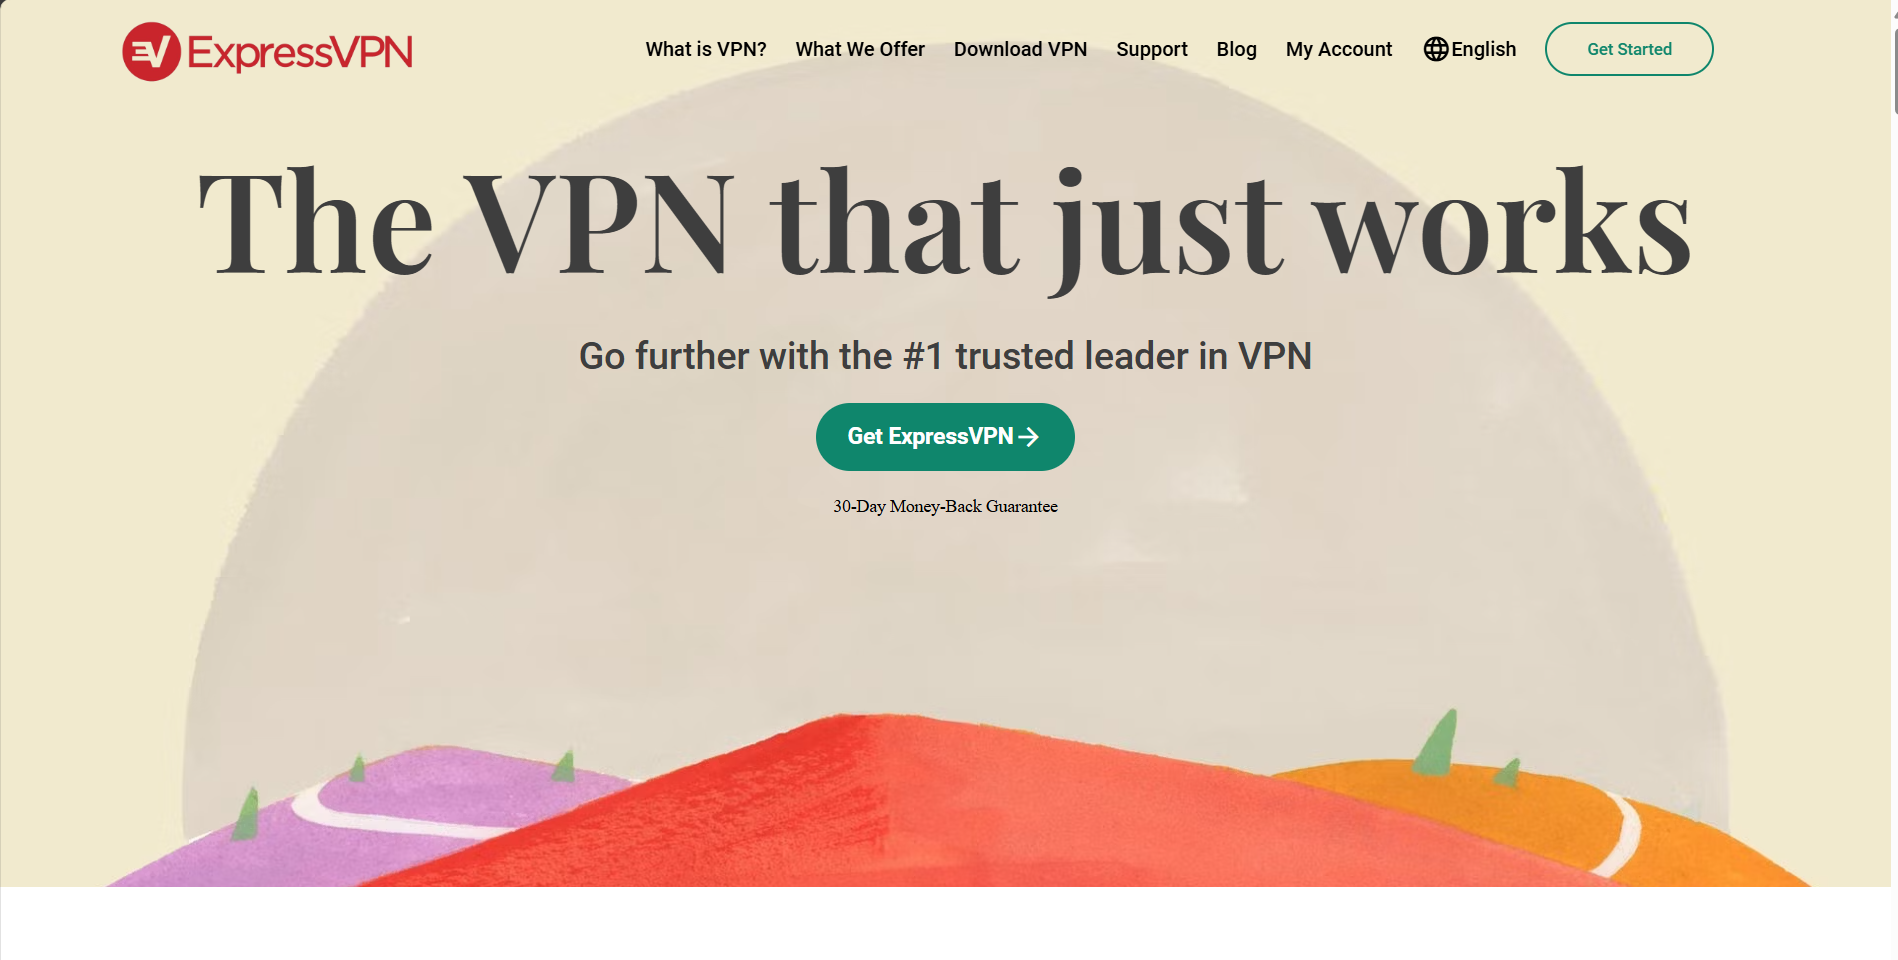 ExpressVPN
What is VPN? What We Offer Download VPN Support Blog My Account English Get Started
The VPN that just works
Go further with the #1 trusted leader in VPN
Get ExpressVPN
30-Day Money-Back Guarantee